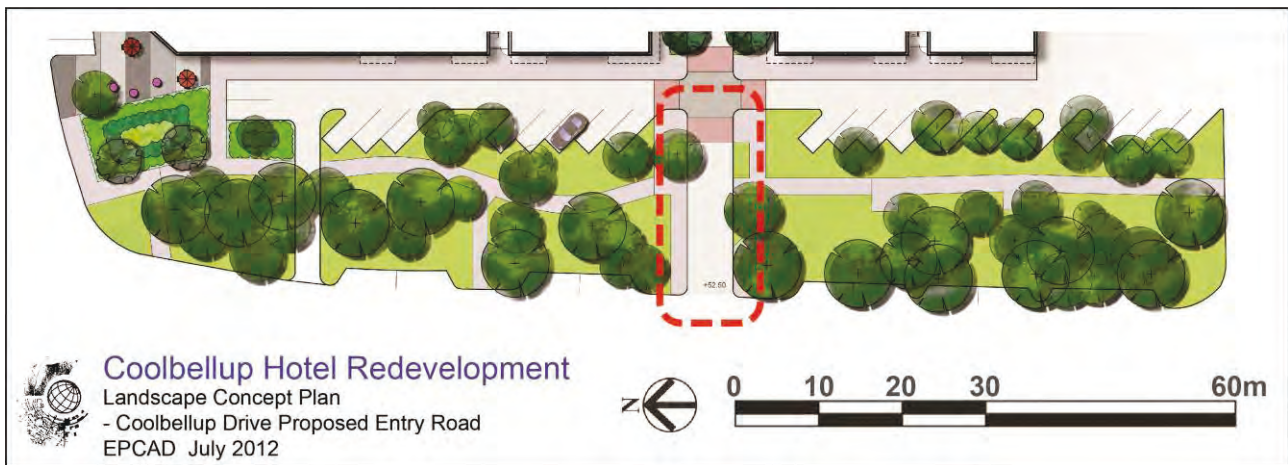 +52.50
Coolbellup Hotel Redevelopment
Landscape Concept Plan
- Coolbellup Drive Proposed Entry Road
EPCAD July 2012
N
0 10 20 30 60m